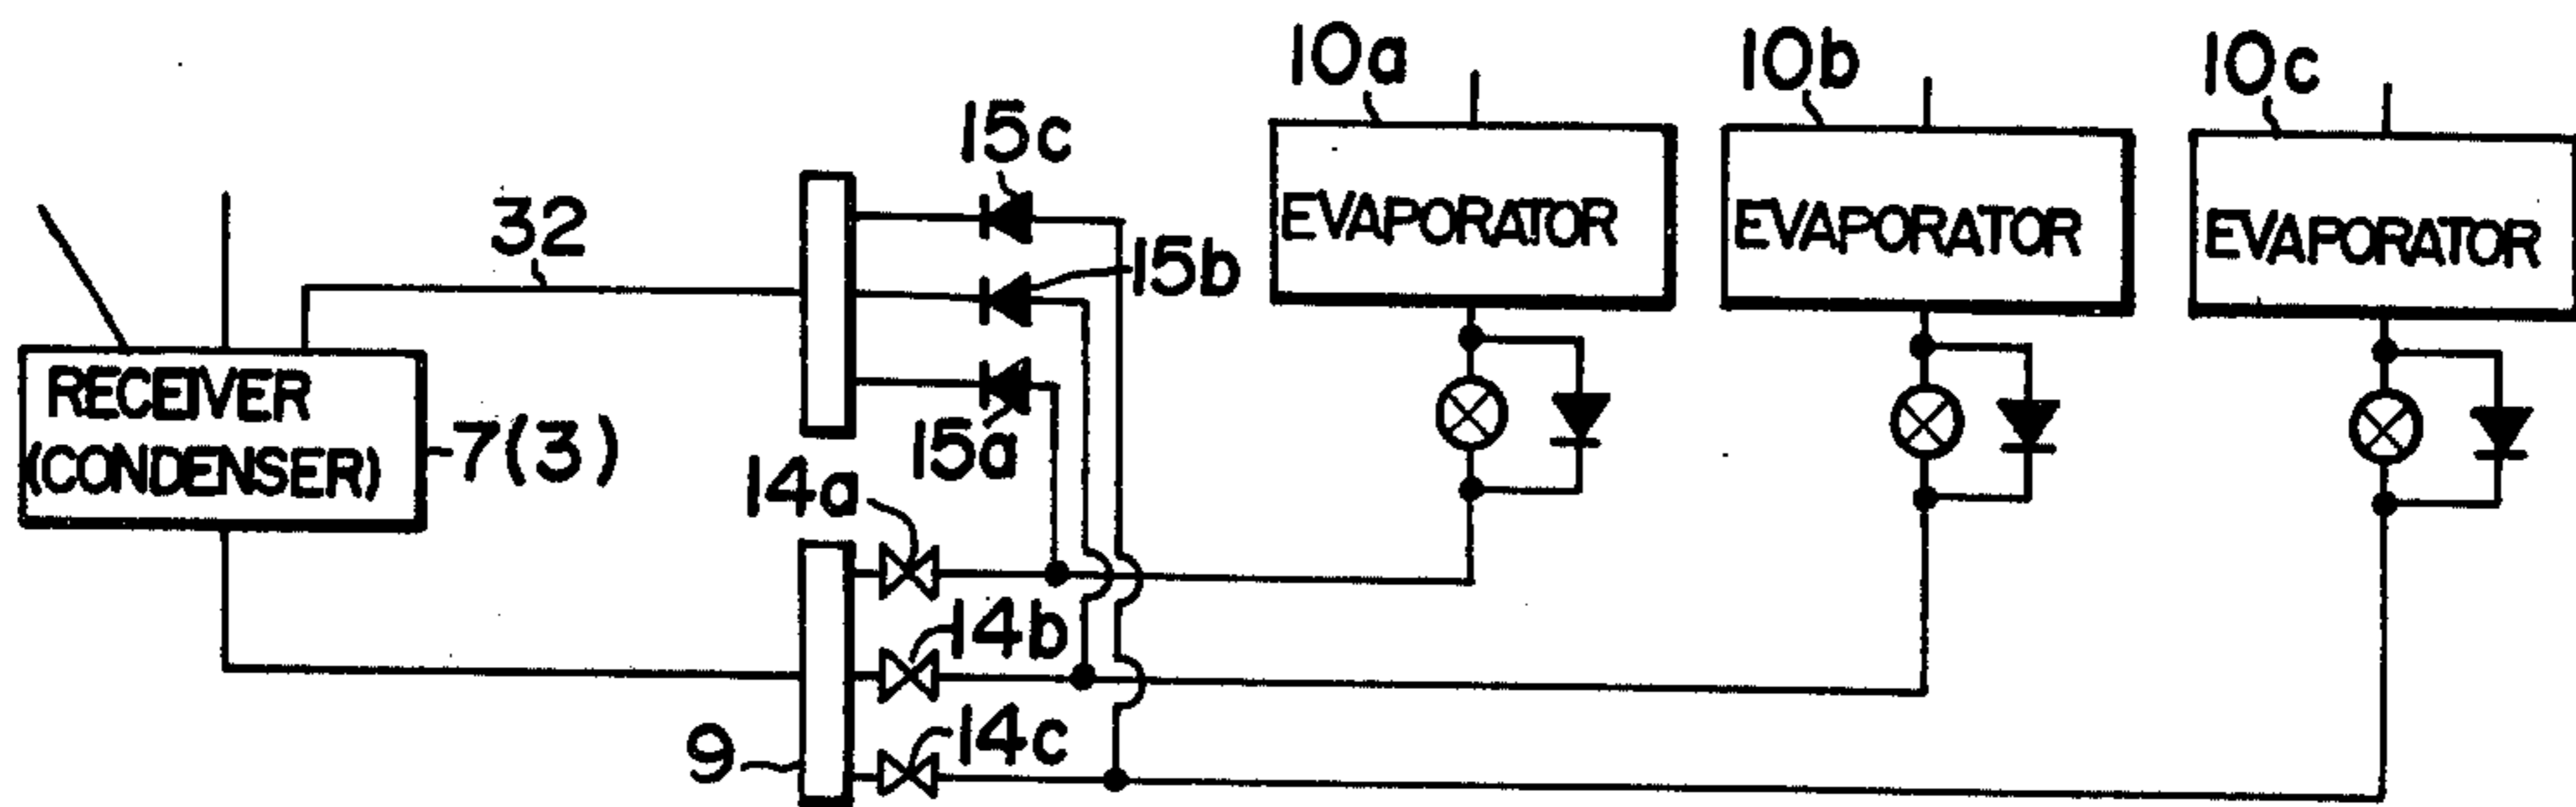 10a
10b
10c
15c
32
15b
EVAPORATOR
EVAPORATOR
EVAPORATOR
RECEIVER
(CONDENSER)
7(3)
15a
14a
14b
14c
9